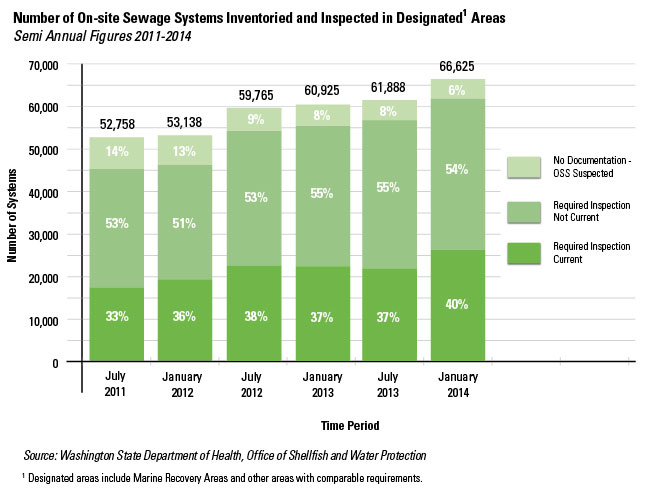 Number of On-site Sewage Systems Inventoried and Inspected in Designated¹ Areas
Semi Annual Figures 2011-2014
70,000
60,000
50,000
40,000
30,000
20,000
10,000
0
Number of Systems
52,758
14%
53%
33%
53,138
13%
51%
36%
59,765
9%
53%
38%
60,925
8%
55%
37%
61,888
8%
55%
37%
66,625
6%
54%
40%
July
2011
January
2012
July
2012
January
2013
July
2013
January
2014
Time Period
No Documentation -
OSS Suspected
Required Inspection
Not Current
Required Inspection
Current
Source: Washington State Department of Health, Office of Shellfish and Water Protection
¹ Designated areas include Marine Recovery Areas and other areas with comparable requirements.